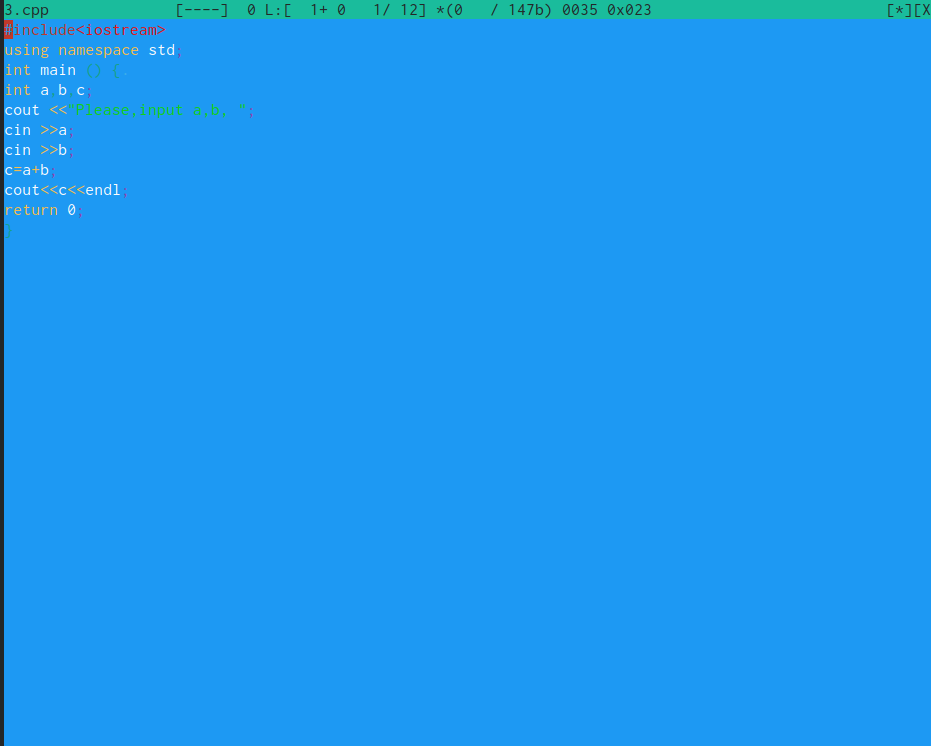 3.cpp [----] 0 L:[ 1+ 0 1/ 12] *(0 / 147b) 0035 0x023 [*][X
#include<iostream>
using namespace std;
int main () {
int a,b,c;
cout <<"Please input a,b. ";
cin >>a;
cin >>b;
c=a+b;
cout<<c<<endl;
return 0;
}